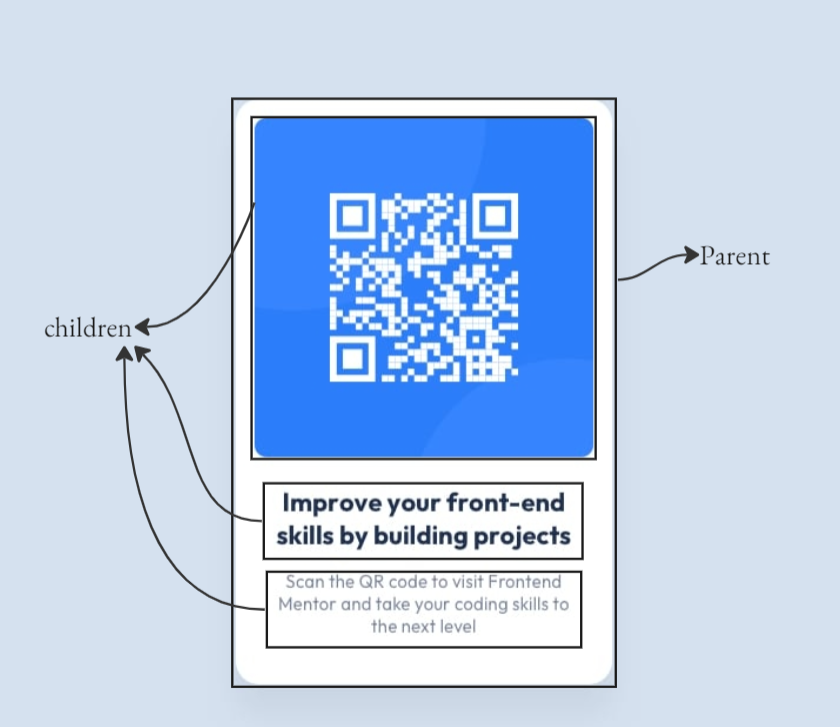 Parent
children
Improve your front-end
skills by building projects
Scan the QR code to visit Frontend
Mentor and take your coding skills to
the next level